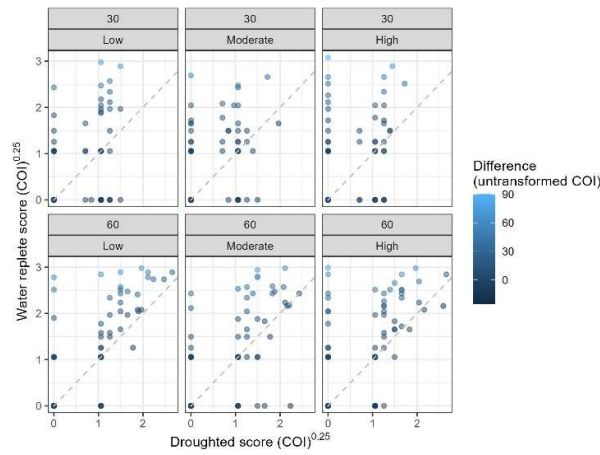 30 30 30
Low Moderate High
3
2
1
0
60 60 60
Low Moderate High
3
2
1
0
0 1 2 0 1 2 0 1 2
Water replete score (COI)^0.25
Droughted score (COI)^0.25
Difference
(untransformed COI)
90
60
30
0